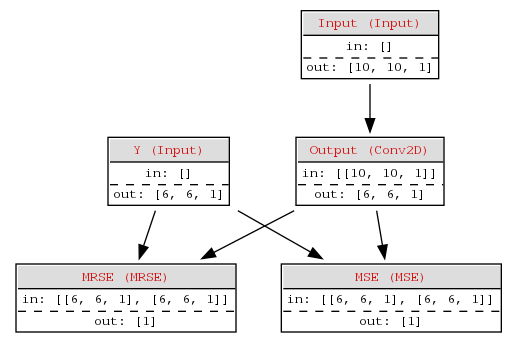 Input (Input)
in: []
out: [10, 10, 1]
Y (Input)
in: []
out: [6, 6, 1]
Output (Conv2D)
in: [[10, 10, 1]]
out: [6, 6, 1]
MRSE (MRSE)
in: [[6, 6, 1], [6, 6, 1]]
out: [1]
MSE (MSE)
in: [[6, 6, 1], [6, 6, 1]]
out: [1]